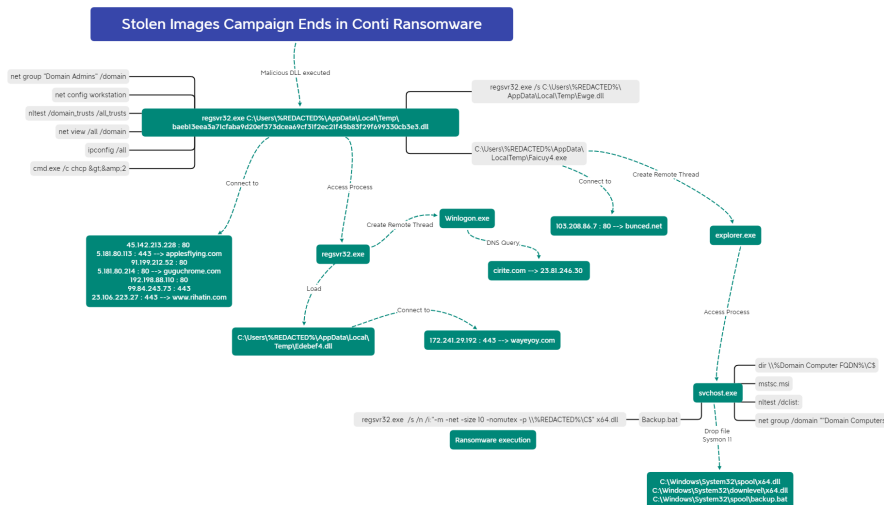 Stolen Images Campaign Ends in Conti Ransomware
Malicious DLL executed
net group "Domain Admins" /domain
net config workstation
nltest /domain_trusts /all_trusts
net view /all /domain
ipconfig /all
cmd.exe /c chcp &gt;&amp;2
regsvr32.exe C:\Users\%REDACTED%\AppData\Local\Temp\
baeb13eea3a71cfaba9d20ef373dcea69cf31f2ec21f45b83f29f699330cb3e3.dll
regsvr32.exe /s C:\Users\%REDACTED%\
AppData\Local\Temp\Ewge.dll
C:\Users\%REDACTED%\AppData\
LocalTemp\Faicuy4.exe
Connect to
Access Process
Connect to
Create Remote Thread
45.142.213.228 : 80
5.181.80.113 : 443 --> applesflying.com
91.199.212.52 : 80
5.181.80.214 : 80 --> guguchrome.com
192.198.88.110 : 80
99.84.243.73 : 443
23.106.223.27 : 443 --> www.rihatin.com
Create Remote Thread
Winlogon.exe
103.208.86.7 : 80 --> bunced.net
explorer.exe
regsvr32.exe
DNS Query
cirite.com --> 23.81.246.30
Load
Access Process
C:\Users\%REDACTED%\AppData\Local\
Temp\Edebef4.dll
Connect to
172.241.29.192 : 443 --> wayeyoy.com
svchost.exe
dir \\%Domain Computer FQDN%\C$
mstsc.msi
nltest /dclist:
net group /domain ""Domain Computers
regsvr32.exe /s /n /i:"-m -net -size 10 -nomutex -p \\%REDACTED%\C$" x64.dll
Backup.bat
Ransomware execution
Drop file
Sysmon 11
C:\Windows\System32\spool\x64.dll
C:\Windows\System32\downlevel\x64.dll
C:\Windows\System32\spool\backup.bat